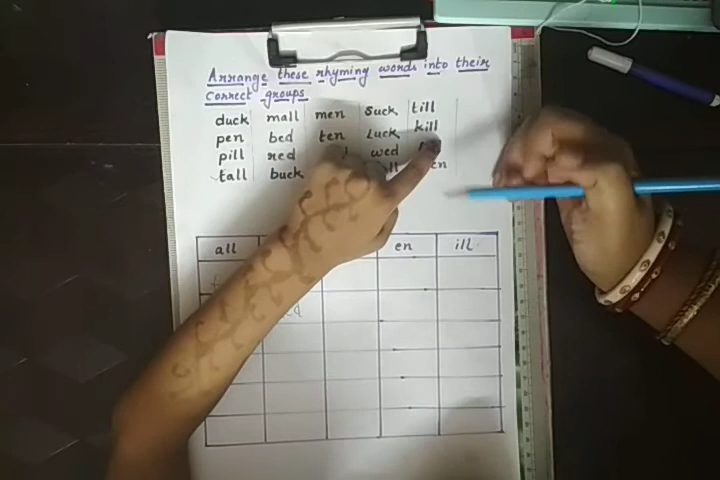 Arrange these rhyming words into their
correct groups
duck mall men suck till
pen bed ten Luck kill
pill red wed
tall buck
all en ill